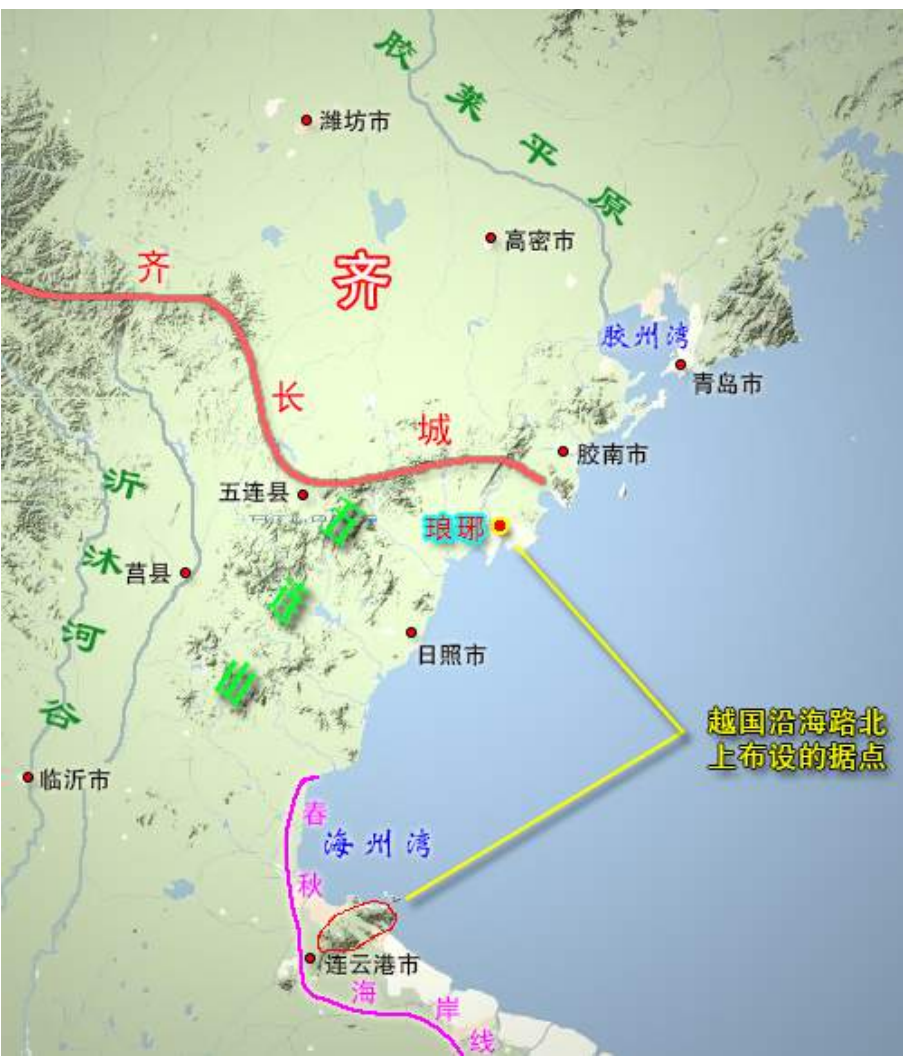 胶莱平原
潍坊市
高密市
齐
齐长城
胶州湾
青岛市
胶南市
五连县
五连山
琅琊
沂沐河谷
莒县
日照市
越国沿海路北
上布设的据点
临沂市
春秋海岸线
海州湾
连云港市